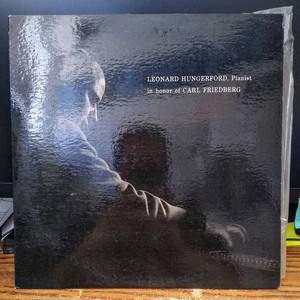 LEONARD HUNGERFORD, Pianist
in honor of CARL FRIEDBERG